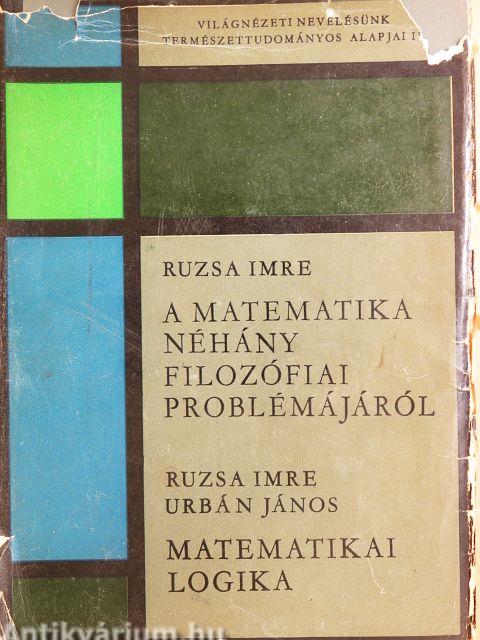 VILÁGNÉZETI NEVELÉSÜNK
TERMÉSZETTUDOMÁNYOS ALAPJAI
RUZSA IMRE
A MATEMATIKA
NÉHÁNY
FILOZÓFIAI
PROBLÉMÁJÁRÓL
RUZSA IMRE
URBÁN JÁNOS
MATEMATIKAI
LOGIKA
Antikvárium.hu